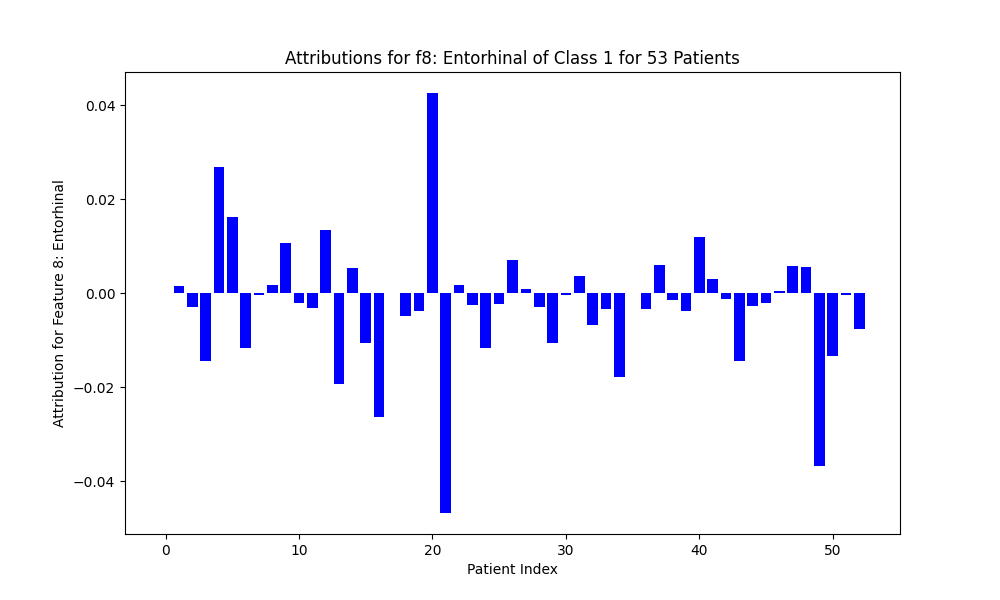 Attributions for f8: Entorhinal of Class 1 for 53 Patients
Attribution for Feature 8: Entorhinal
0.04
0.02
0.00
−0.02
−0.04
0 10 20 30 40 50
Patient Index